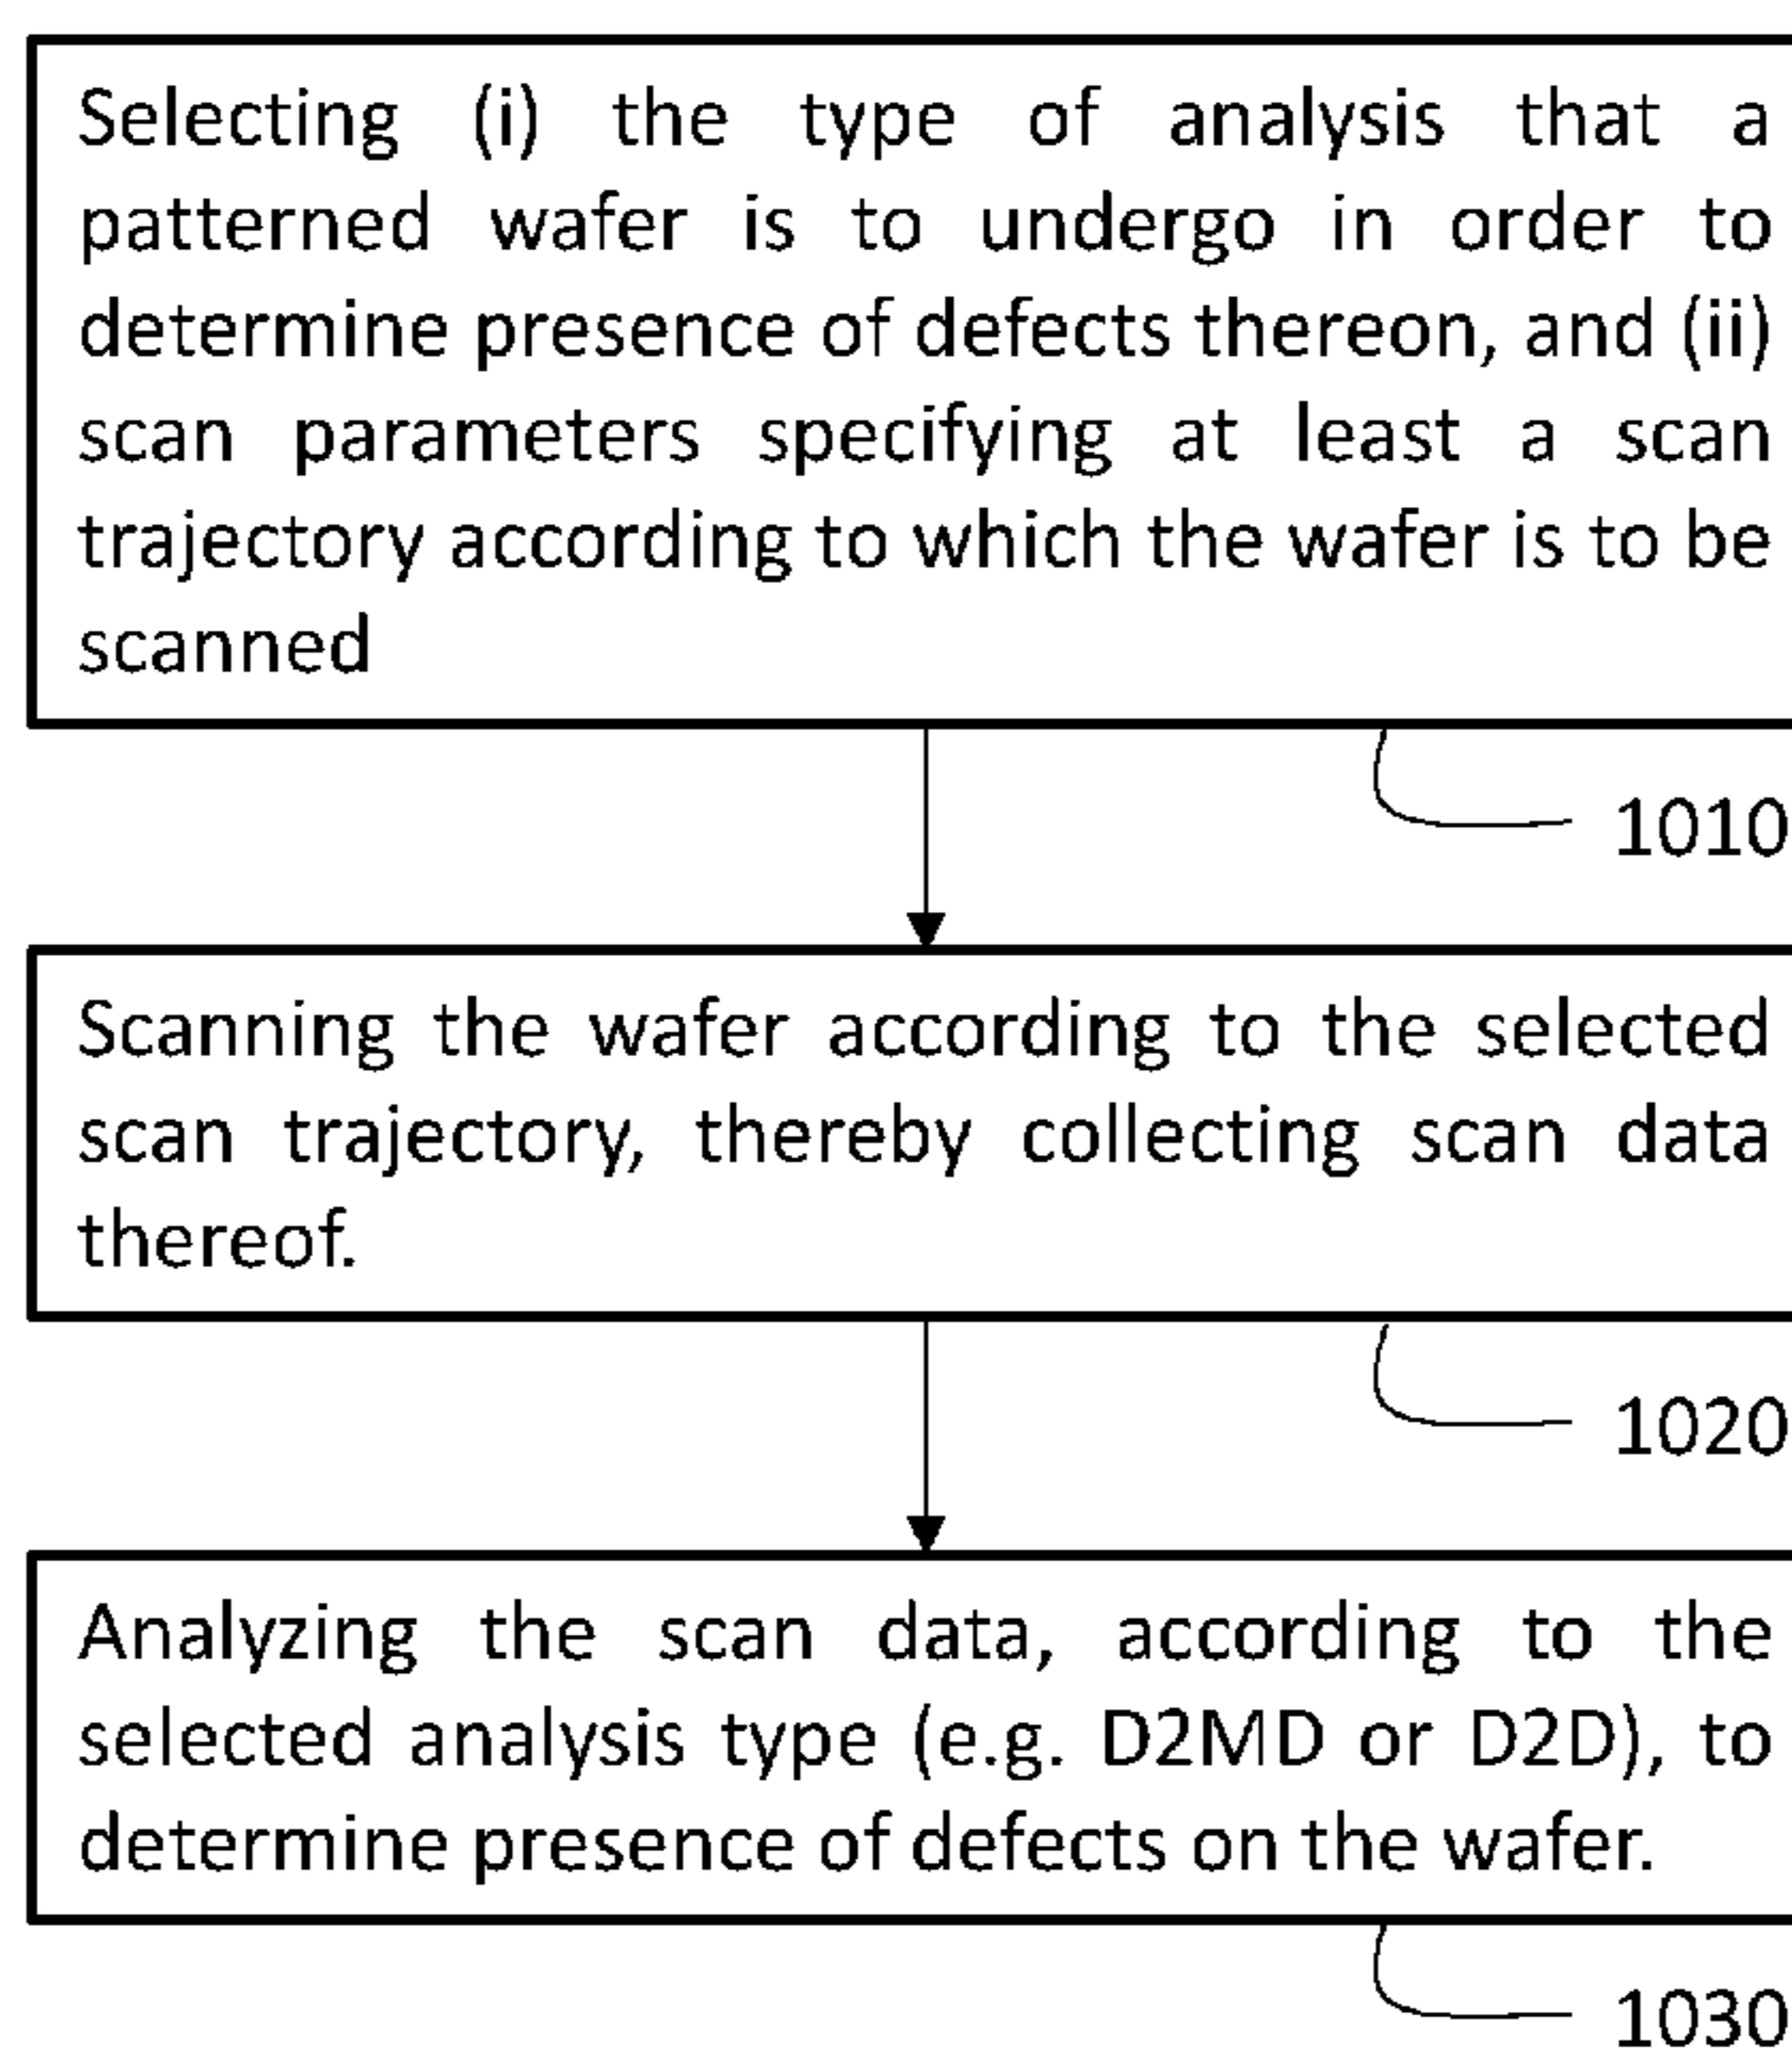 Selecting (i) the type of analysis that a
patterned wafer is to undergo in order to
determine presence of defects thereon, and (ii)
scan parameters specifying at least a scan
trajectory according to which the wafer is to be
scanned
1010
Scanning the wafer according to the selected
scan trajectory, thereby collecting scan data
thereof.
1020
Analyzing the scan data, according to the
selected analysis type (e.g. D2MD or D2D), to
determine presence of defects on the wafer.
1030